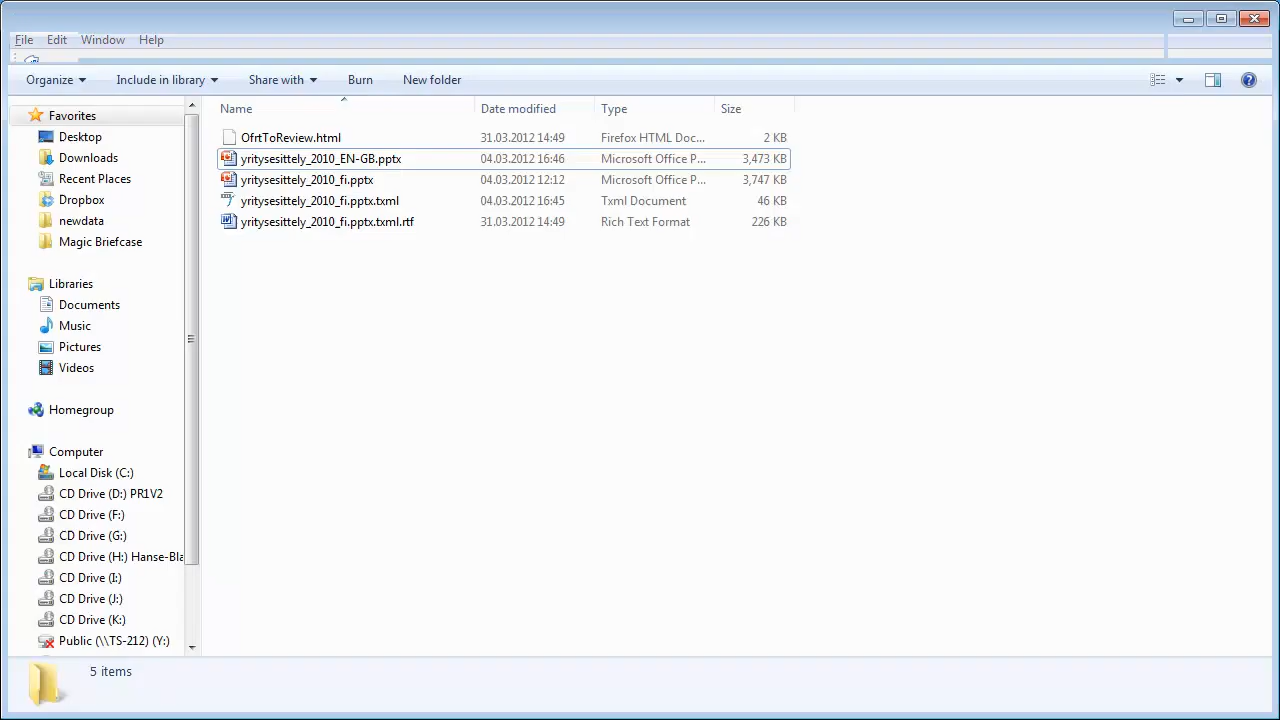 File Edit Window Help
Organize Include in library Share with Burn New folder
Name Date modified Type Size
OfrtToReview.html 31.03.2012 14:49 Firefox HTML Doc... 2 KB
yritysesittely_2010_EN-GB.pptx 04.03.2012 16:46 Microsoft Office P... 3,473 KB
yritysesittely_2010_fi.pptx 04.03.2012 12:12 Microsoft Office P... 3,747 KB
yritysesittely_2010_fi.pptx.txml 04.03.2012 16:45 Txml Document 46 KB
yritysesittely_2010_fi.pptx.txml.rtf 31.03.2012 14:49 Rich Text Format 226 KB
Favorites
Desktop
Downloads
Recent Places
Dropbox
newdata
Magic Briefcase
Libraries
Documents
Music
Pictures
Videos
Homegroup
Computer
Local Disk (C:)
CD Drive (D:) PR1V2
CD Drive (F:)
CD Drive (G:)
CD Drive (H:) Hanse-Bla
CD Drive (I:)
CD Drive (J:)
CD Drive (K:)
Public (\\TS-212) (Y:)
5 items